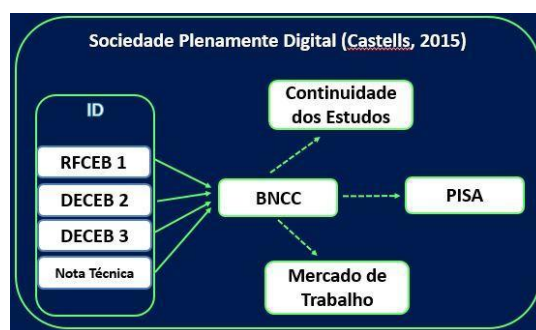 Sociedade Plenamente Digital (Castells, 2015)
ID
RFCEB 1
DECEB 2
DECEB 3
Nota Técnica
BNCC
Continuidade
dos Estudos
PISA
Mercado de
Trabalho